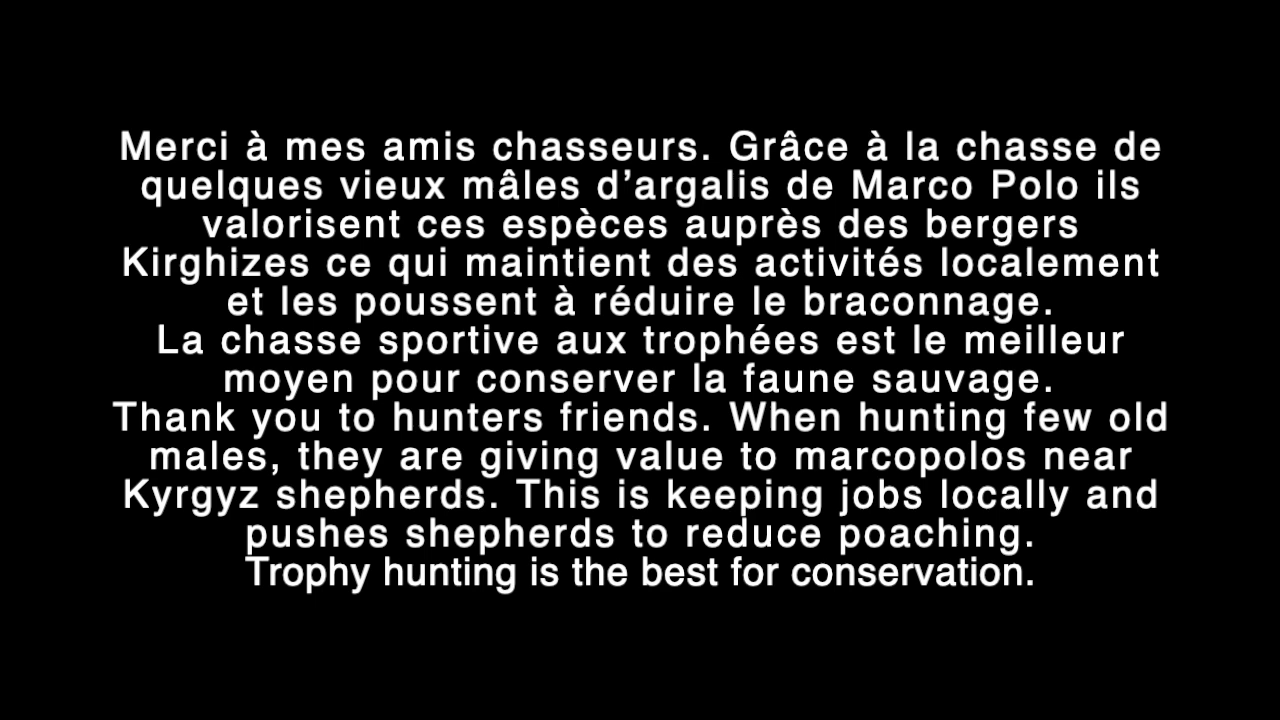 Merci à mes amis chasseurs. Grâce à la chasse de
quelques vieux mâles d’argalis de Marco Polo ils
valorisent ces espèces auprès des bergers
Kirghizes ce qui maintient des activités localement
et les poussent à réduire le braconnage.
La chasse sportive aux trophées est le meilleur
moyen pour conserver la faune sauvage.
Thank you to hunters friends. When hunting few old
males, they are giving value to marcopolos near
Kyrgyz shepherds. This is keeping jobs locally and
pushes shepherds to reduce poaching.
Trophy hunting is the best for conservation.